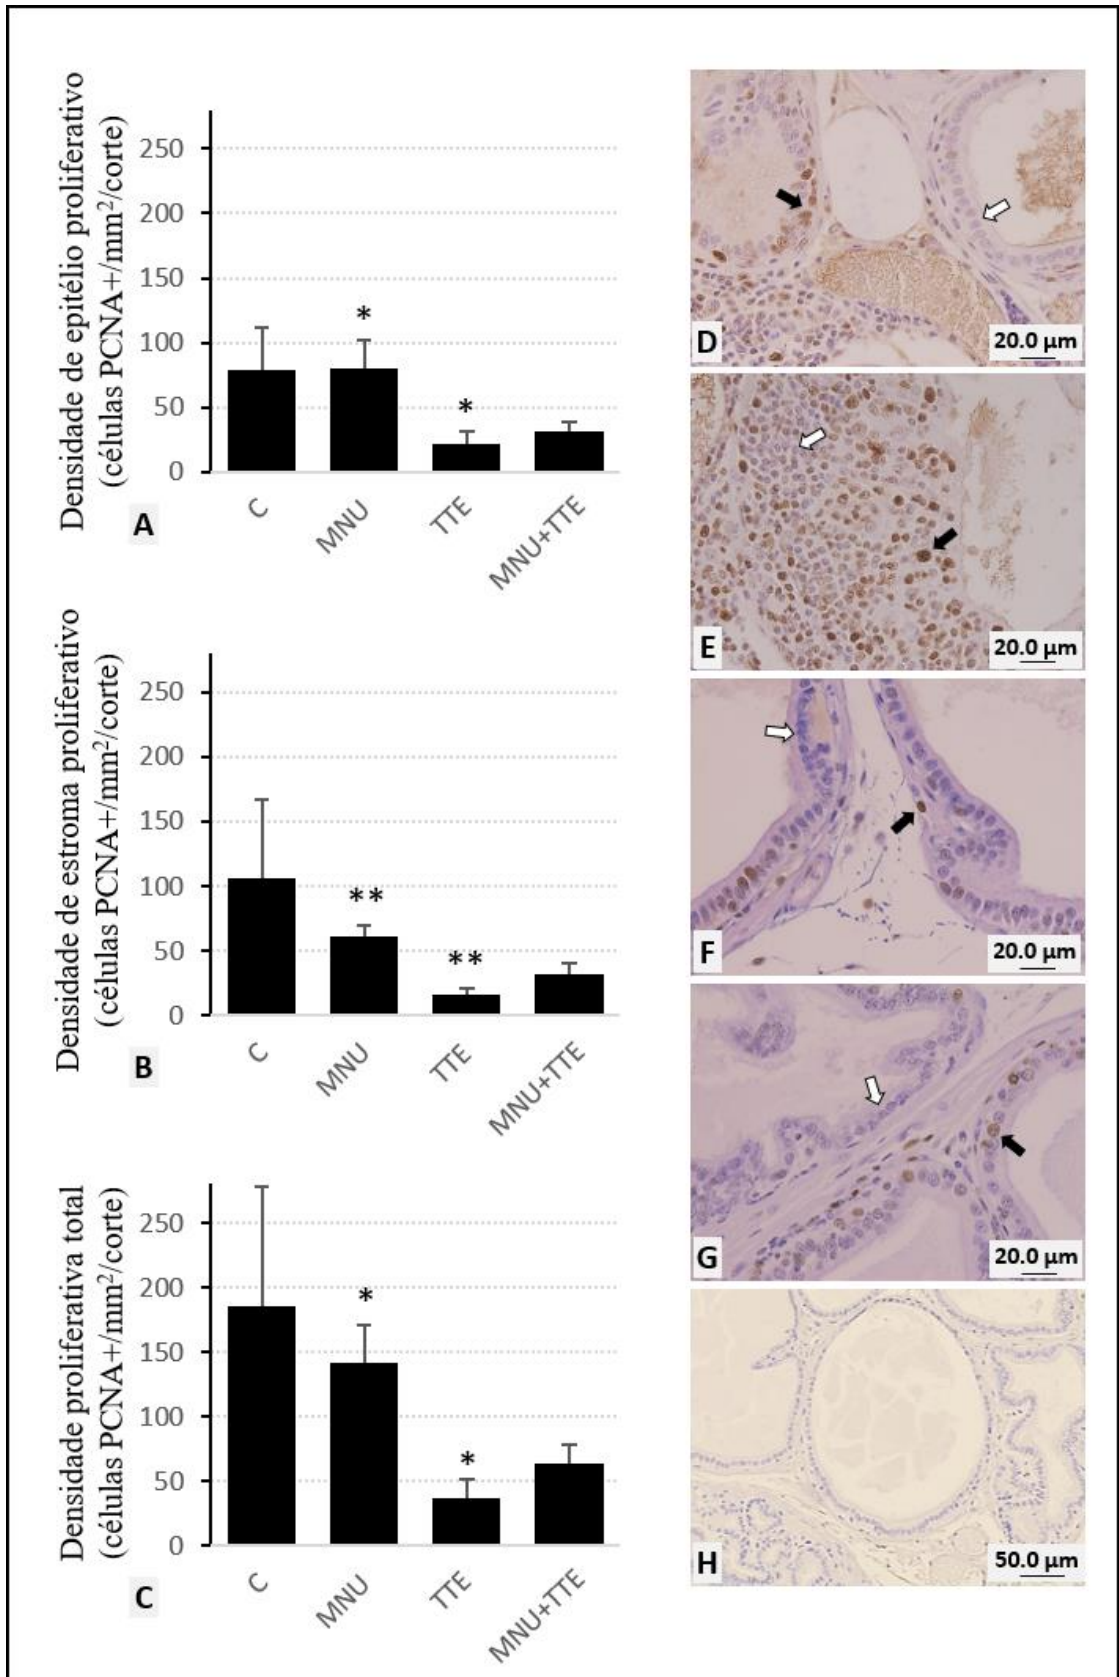 Densidade de epitélio proliferativo
(células PCNA+/mm²/corte)
250
200
150
100
50
0
*
*
C
MNU
TTE
MNU+TTE
A
Densidade de estroma proliferativo
(células PCNA+/mm²/corte)
250
200
150
100
50
0
**
**
C
MNU
TTE
MNU+TTE
B
Densidade proliferativa total
(células PCNA+/mm²/corte)
250
200
150
100
50
0
*
*
C
MNU
TTE
MNU+TTE
C
D
20.0 µm
E
20.0 µm
F
20.0 µm
G
20.0 µm
H
50.0 µm